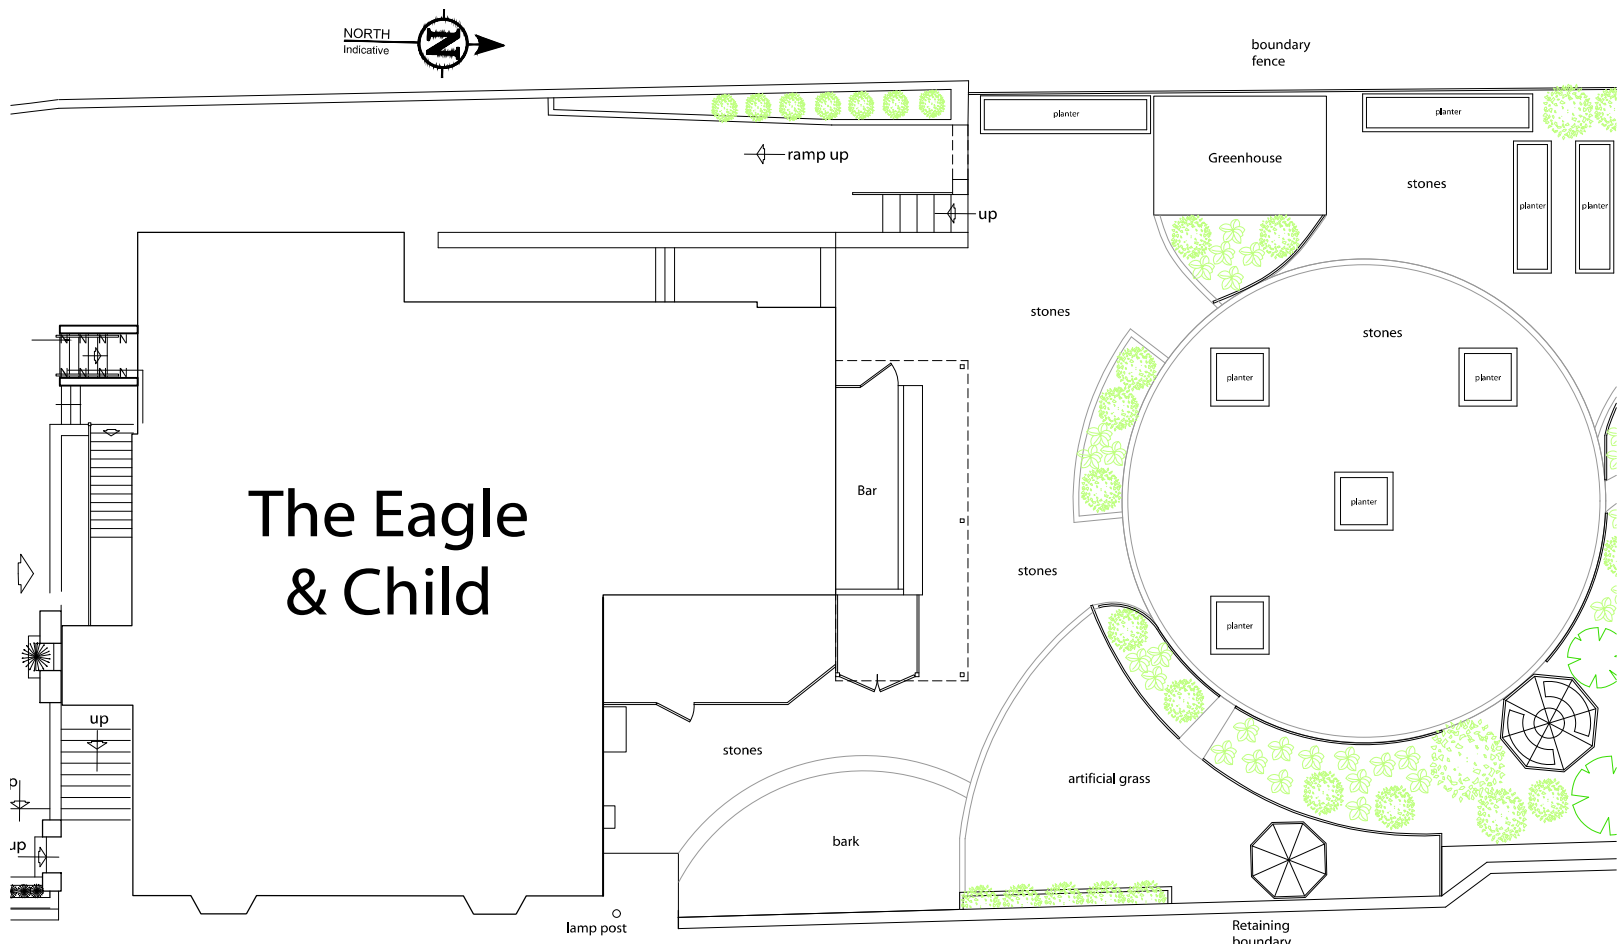 NORTH
Indicative
N
boundary
fence
planter
planter
ramp up
Greenhouse
stones
planter
planter
up
stones
stones
N N N N
N N N N
planter
planter
The Eagle
& Child
Bar
planter
stones
planter
up
stones
artificial grass
up
bark
lamp post
Retaining
boundary